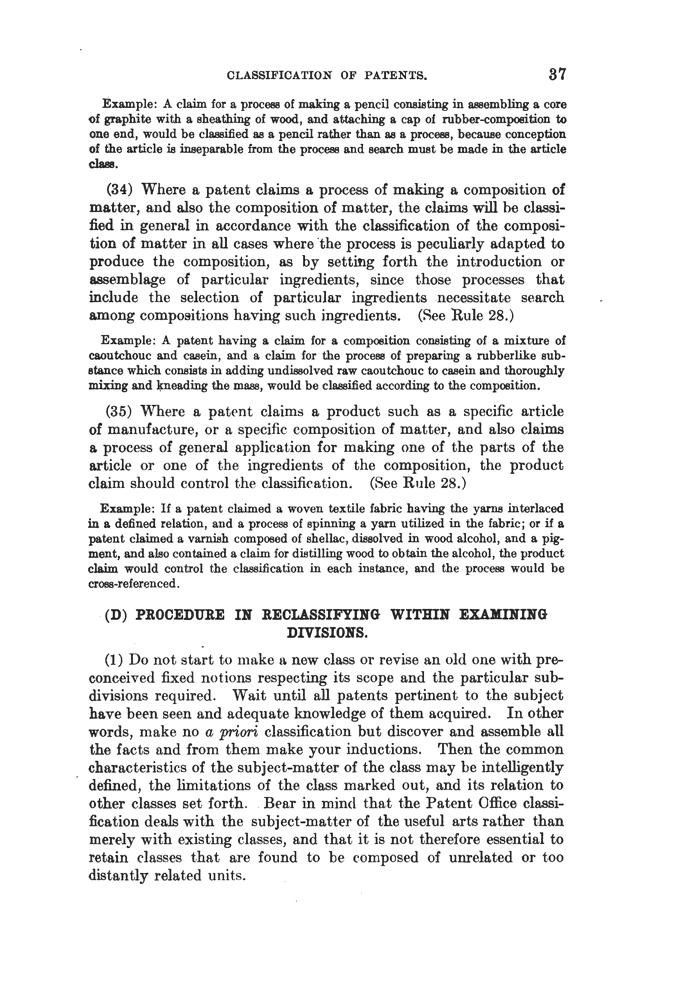 CLASSIFICATION OF PATENTS. 37
Example: A claim for a process of making a pencil consisting in assembling a core
of graphite with a sheathing of wood, and attaching a cap of rubber-composition to
one end, would be classified as a pencil rather than as a process, because conception
of the article is inseparable from the process and search must be made in the article
class.
(34) Where a patent claims a process of making a composition of
matter, and also the composition of matter, the claims will be classi-
fied in general in accordance with the classification of the composi-
tion of matter in all cases where the process is peculiarly adapted to
produce the composition, as by setting forth the introduction or
assemblage of particular ingredients, since those processes that
include the selection of particular ingredients necessitate search
among compositions having such ingredients. (See Rule 28.)
Example: A patent having a claim for a composition consisting of a mixture of
caoutchouc and casein, and a claim for the process of preparing a rubberlike sub-
stance which consists in adding undissolved raw caoutchouc to casein and thoroughly
mixing and kneading the mass, would be classified according to the composition.
(35) Where a patent claims a product such as a specific article
of manufacture, or a specific composition of matter, and also claims
a process of general application for making one of the parts of the
article or one of the ingredients of the composition, the product
claim should control the classification. (See Rule 28.)
Example: If a patent claimed a woven textile fabric having the yarns interlaced
in a defined relation, and a process of spinning a yarn utilized in the fabric; or if a
patent claimed a varnish composed of shellac, dissolved in wood alcohol, and a pig-
ment, and also contained a claim for distilling wood to obtain the alcohol, the product
claim would control the classification in each instance, and the process would be
cross-referenced.
(D) PROCEDURE IN RECLASSIFYING WITHIN EXAMINING
DIVISIONS.
(1) Do not start to make a new class or revise an old one with pre-
conceived fixed notions respecting its scope and the particular sub-
divisions required. Wait until all patents pertinent to the subject
have been seen and adequate knowledge of them acquired. In other
words, make no a priori classification but discover and assemble all
the facts and from them make your inductions. Then the common
characteristics of the subject-matter of the class may be intelligently
defined, the limitations of the class marked out, and its relation to
other classes set forth. Bear in mind that the Patent Office classi-
fication deals with the subject-matter of the useful arts rather than
merely with existing classes, and that it is not therefore essential to
retain classes that are found to be composed of unrelated or too
distantly related units.